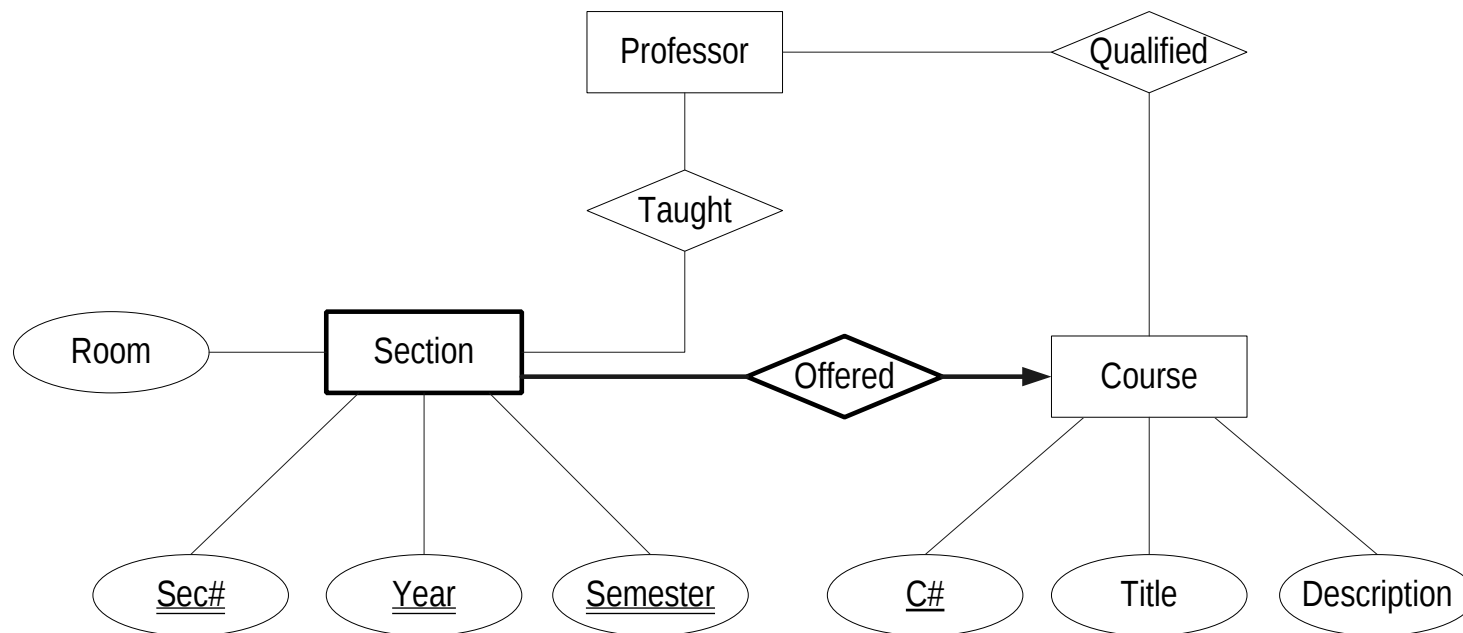 Professor
Qualified
Taught
Room
Section
Offered
Course
Sec#
Year
Semester
C#
Title
Description